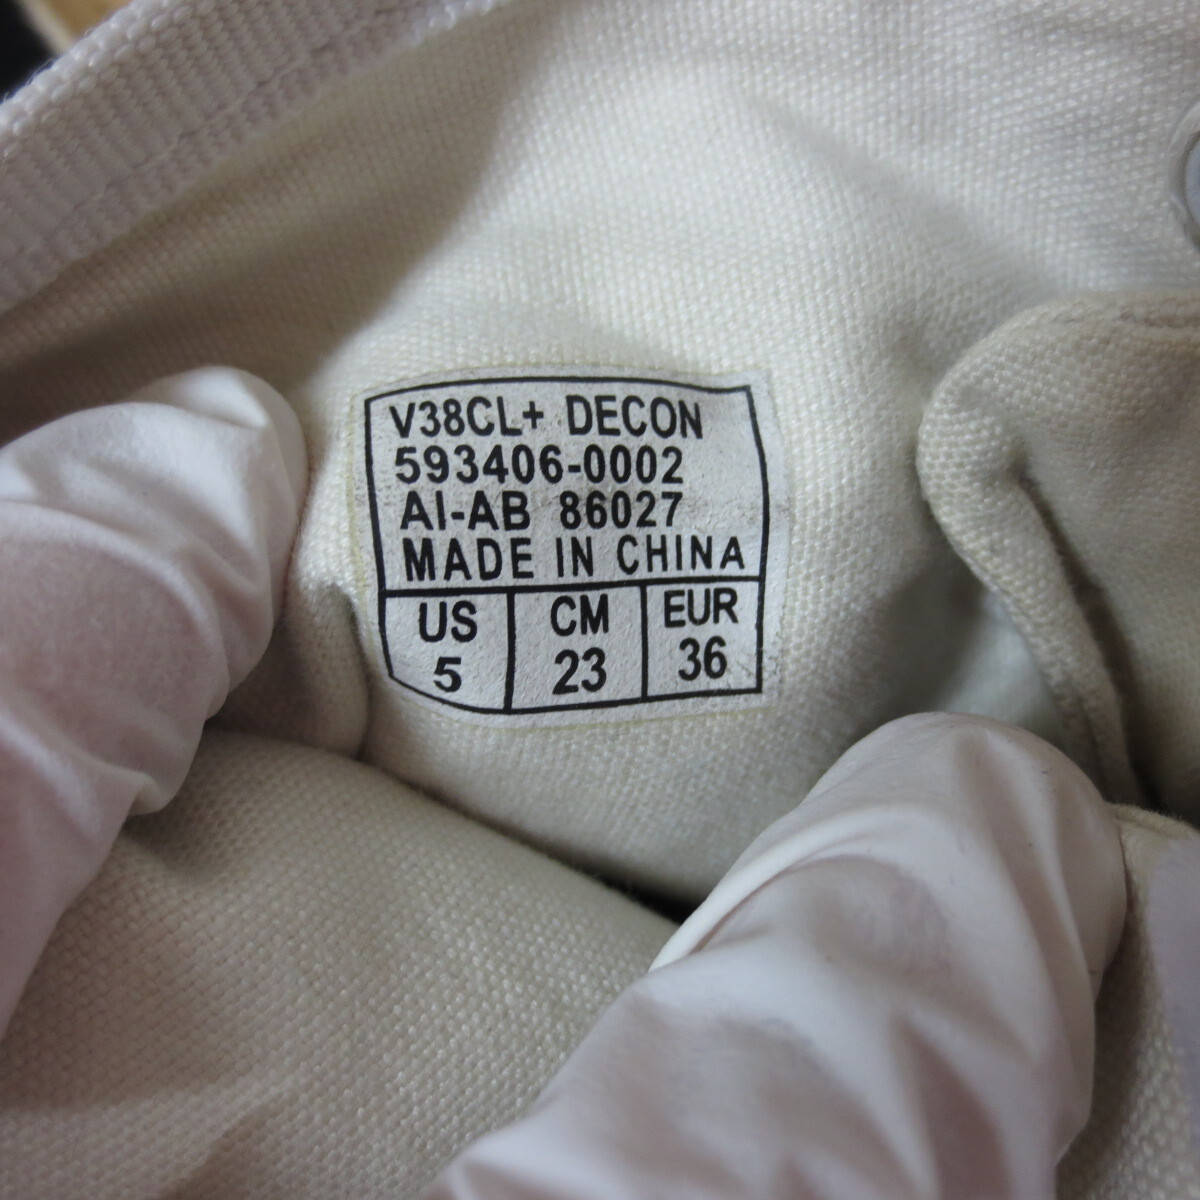 V38CL+ DECON
593406-0002
AI-AB 86027
MADE IN CHINA
US CM EUR
5 23 36